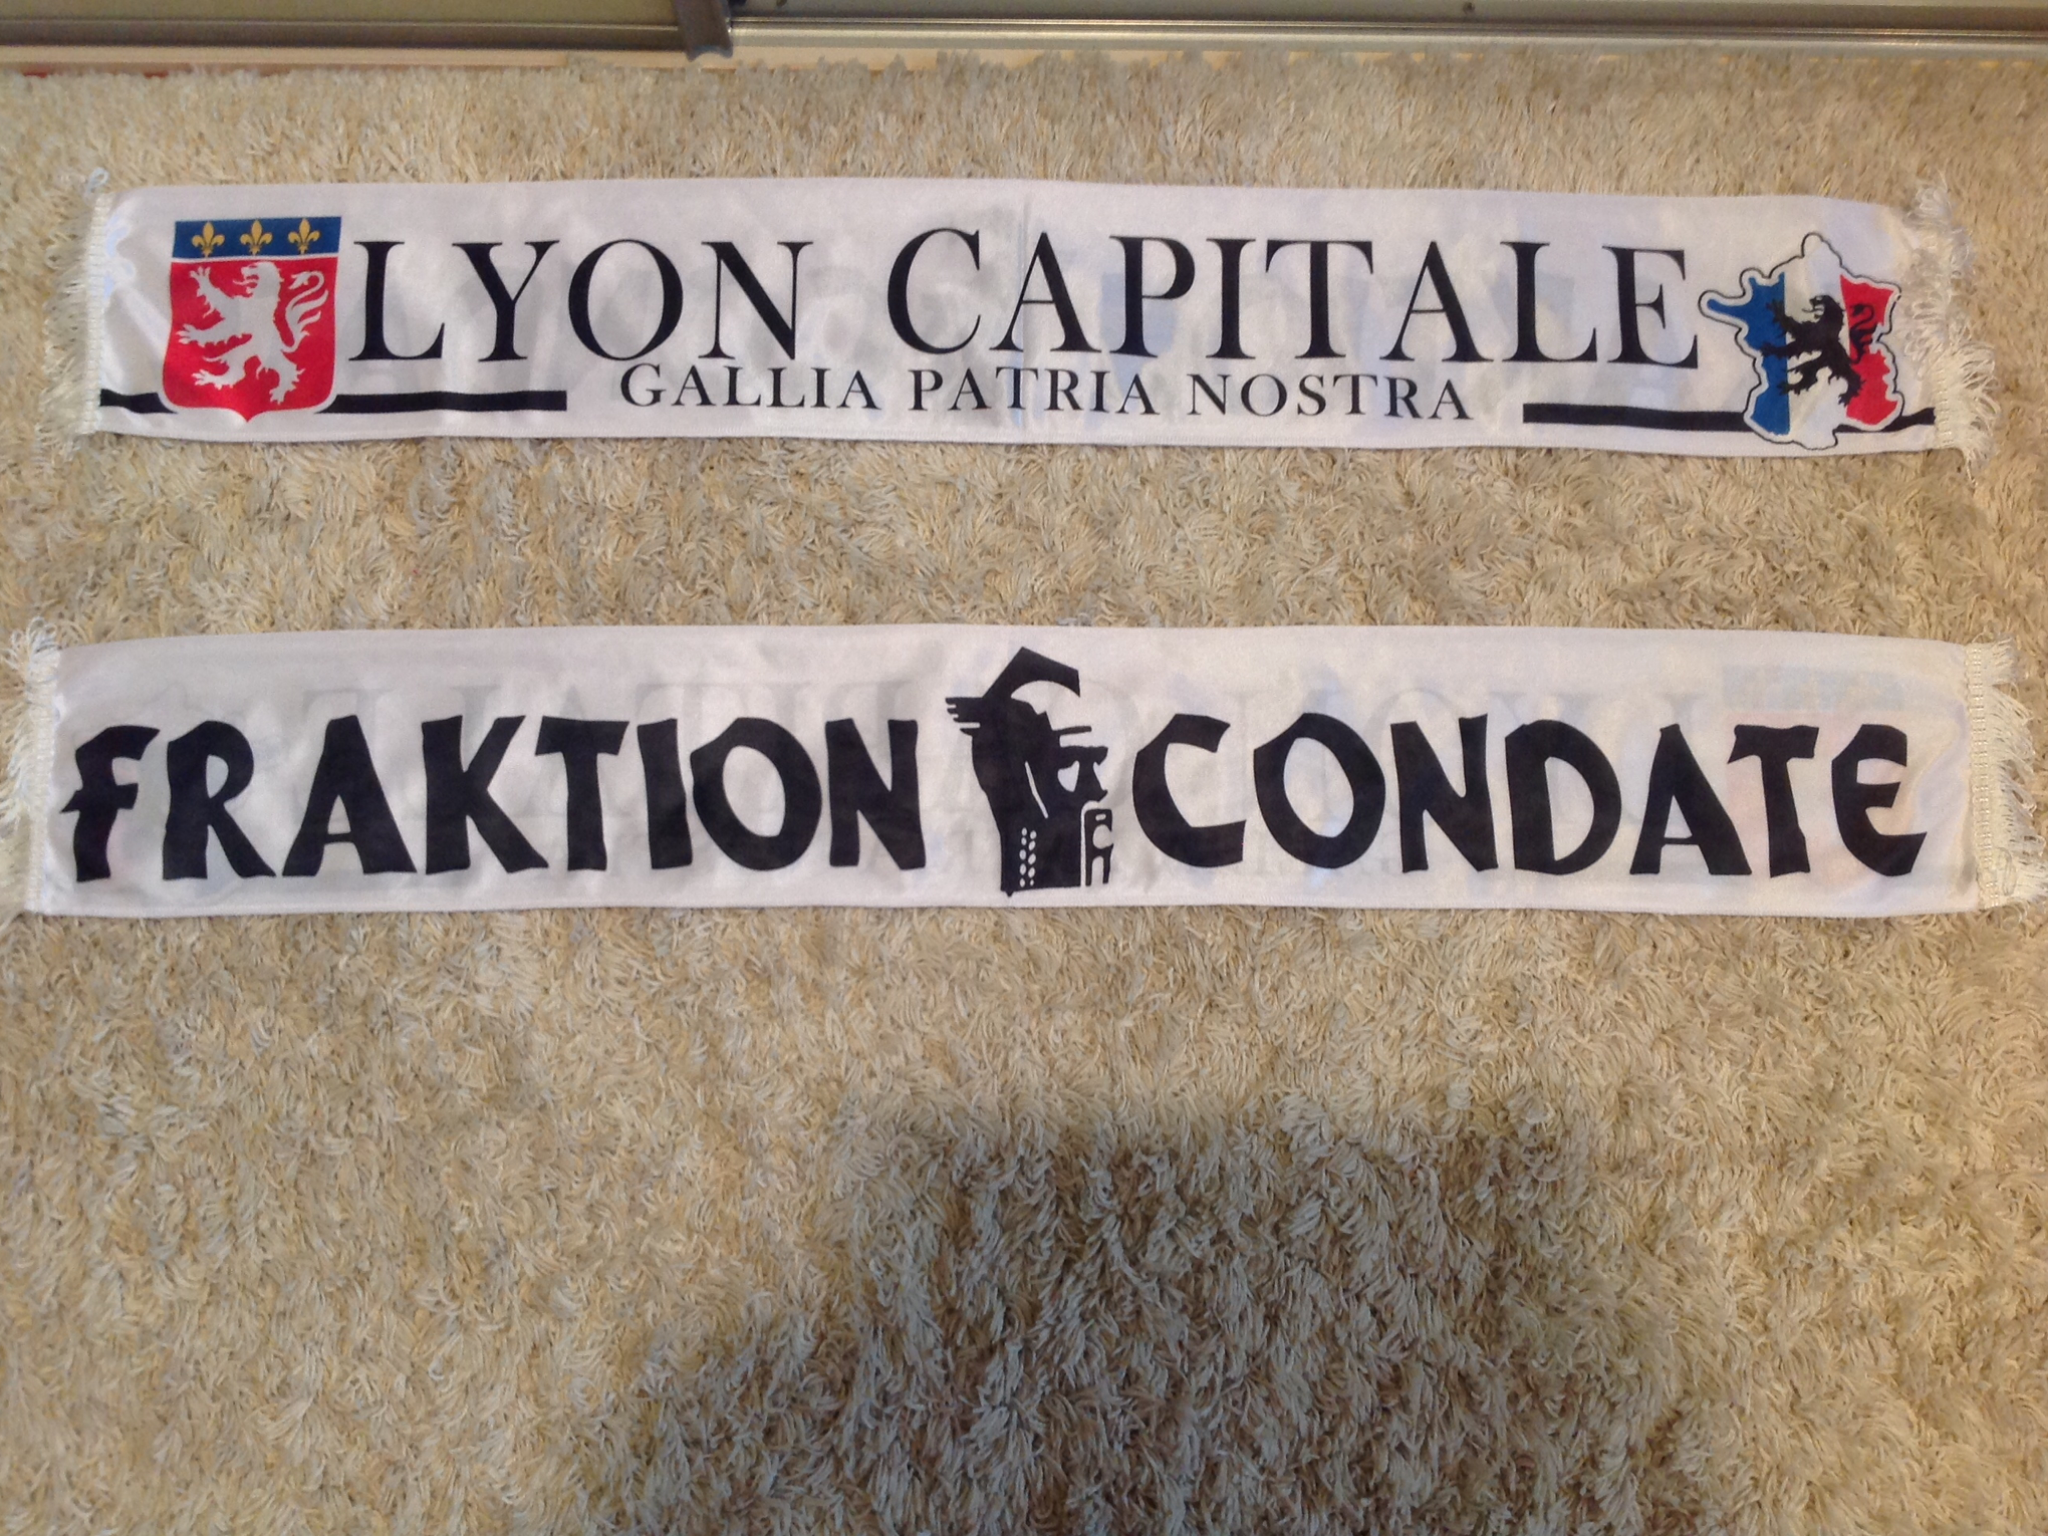 LYON CAPITALE
GALLIA PATRIA NOSTRA
FRAKTION CONDATE